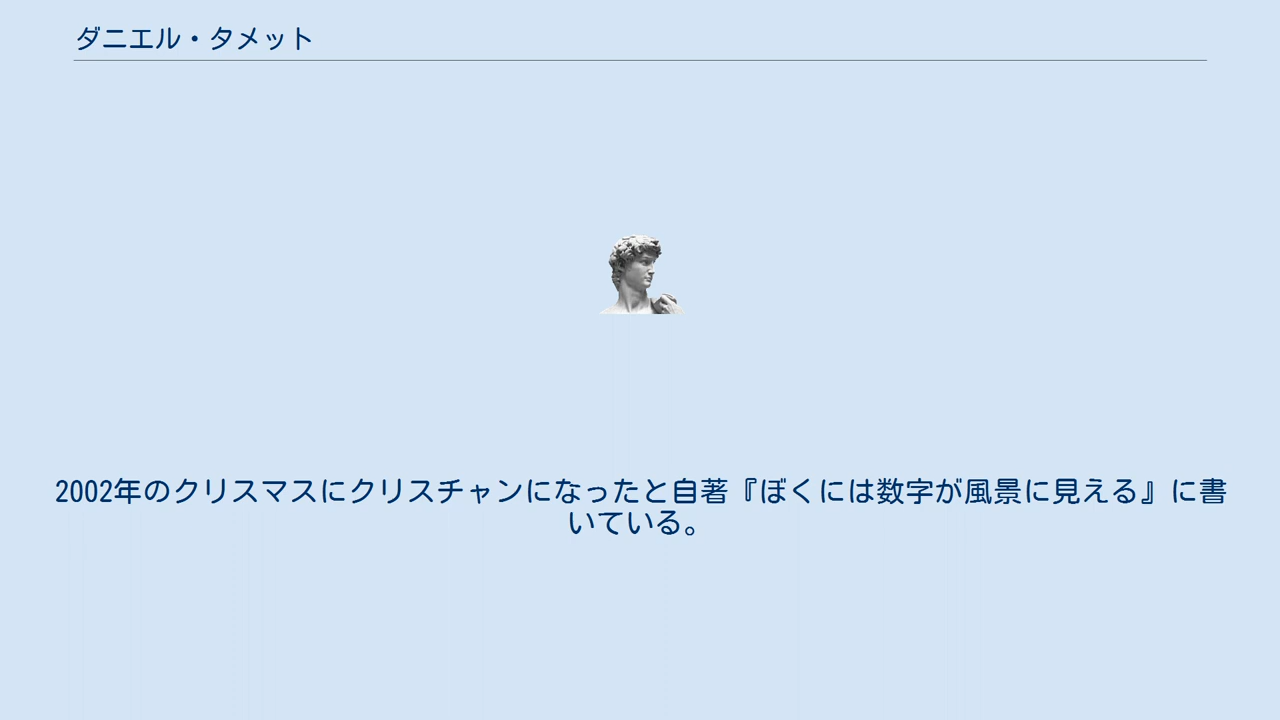 ダニエル・タメット
2002年のクリスマスにクリスチャンになったと自著『ぼくには数字が風景に見える』に書
いている。